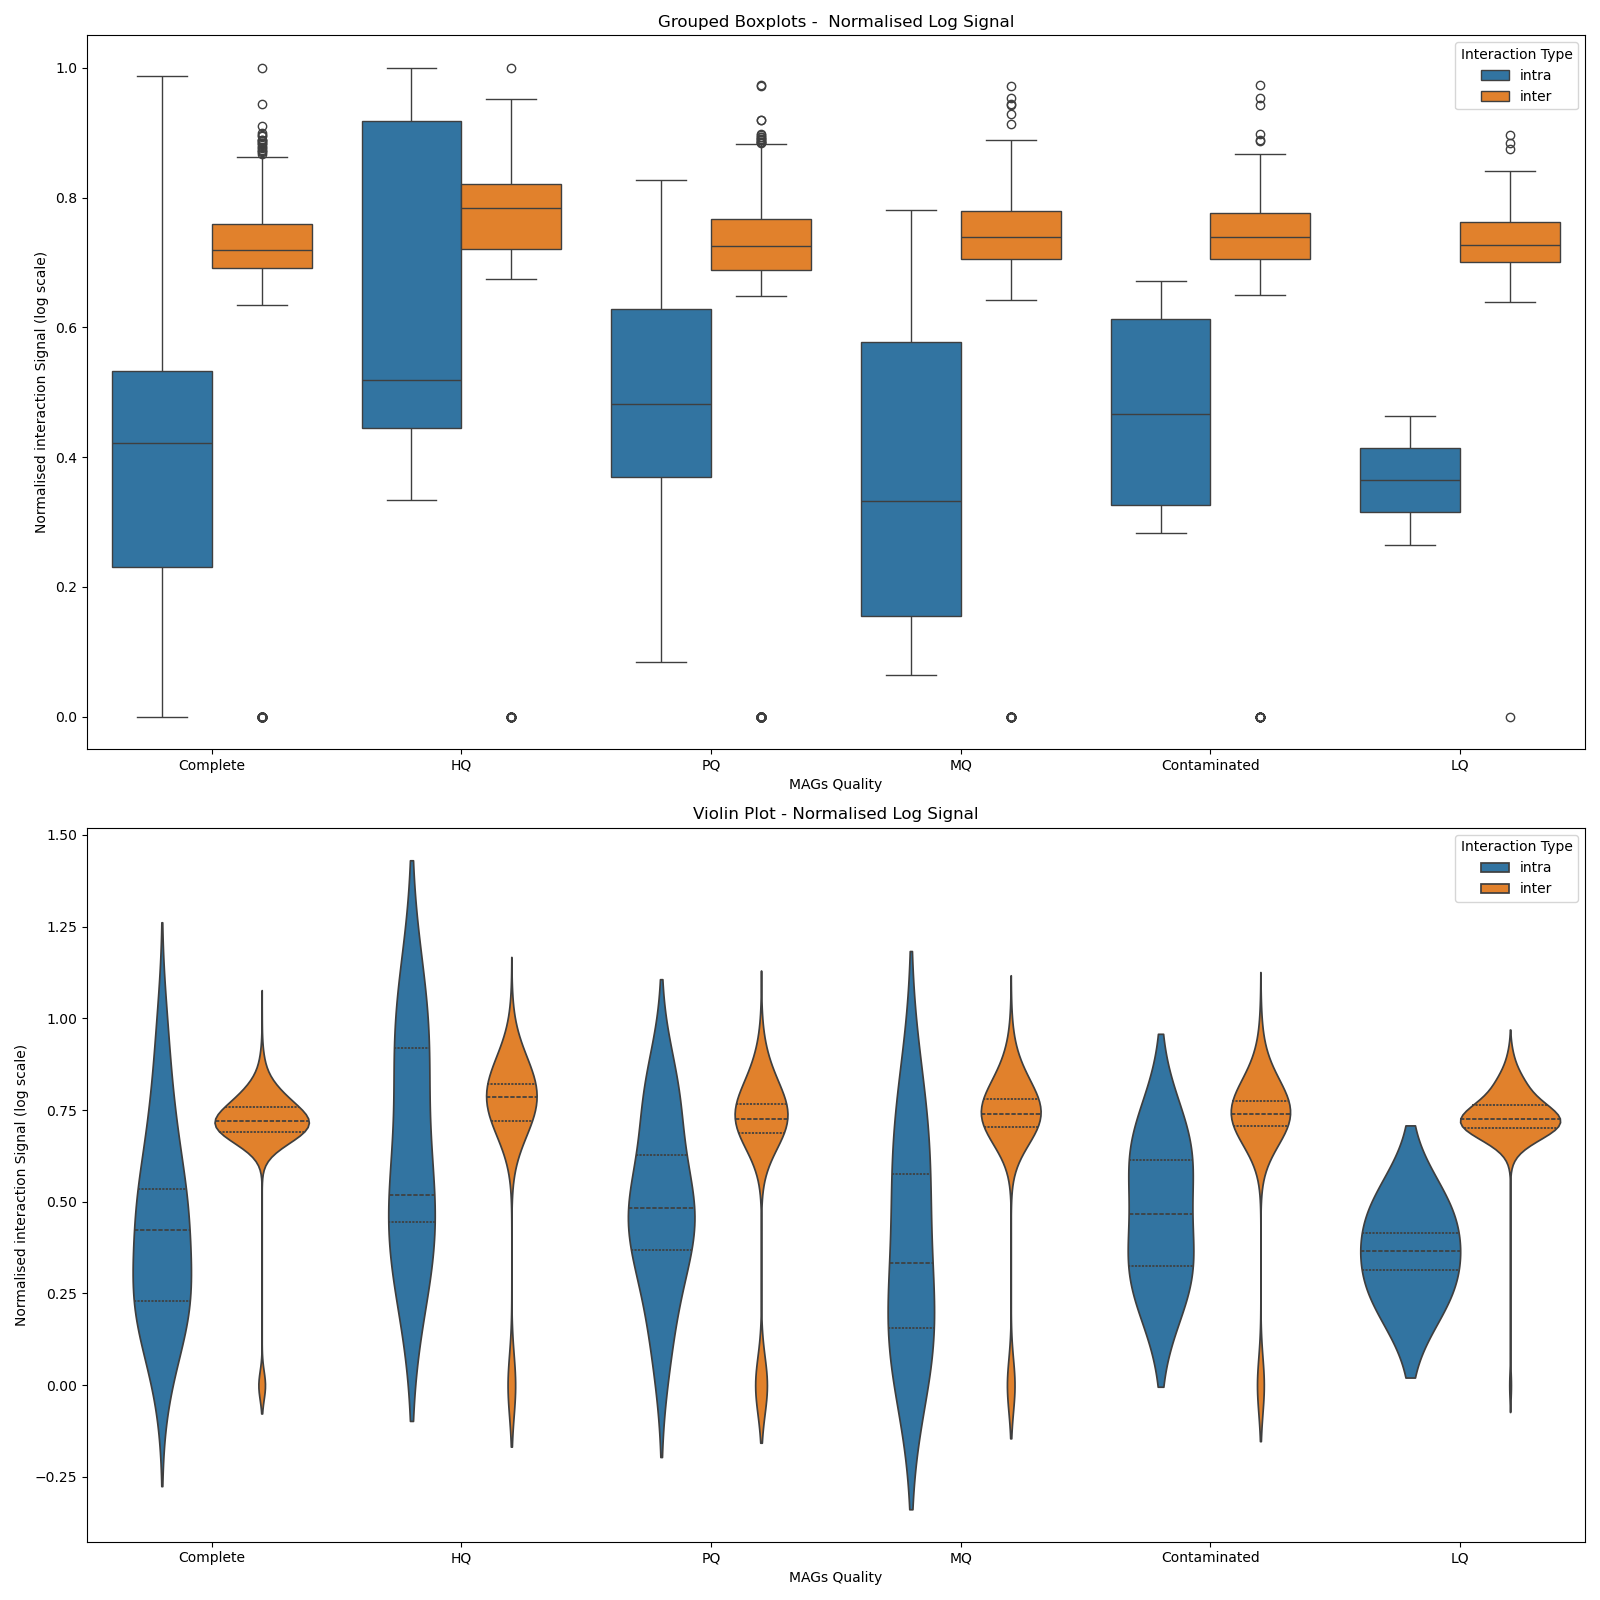 Grouped Boxplots -  Normalised Log Signal
Interaction Type
intra
inter
1.0
0.8
0.6
0.4
0.2
0.0
Normalised interaction Signal (log scale)
Complete
HQ
PQ
MQ
Contaminated
LQ
MAGs Quality
Violin Plot - Normalised Log Signal
Interaction Type
intra
inter
1.50
1.25
1.00
0.75
0.50
0.25
0.00
−0.25
Normalised interaction Signal (log scale)
Complete
HQ
PQ
MQ
Contaminated
LQ
MAGs Quality